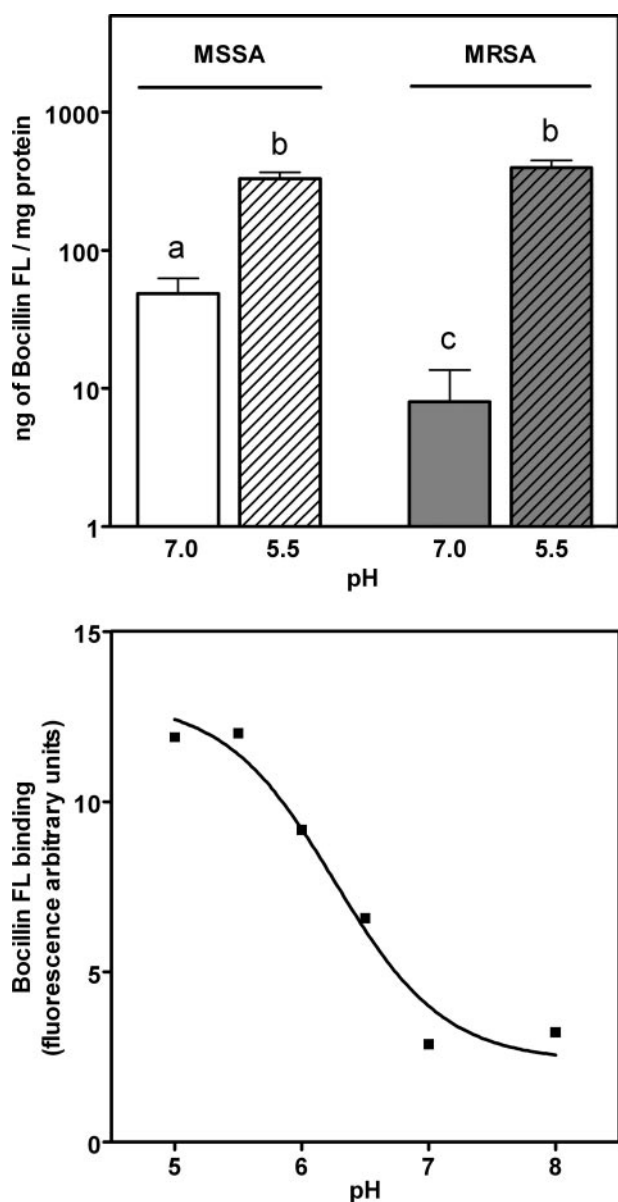 MSSA MRSA
1000
100
10
1
a b c b
7.0 5.5 7.0 5.5
pH
ng of Bocillin FL / mg protein
15
10
5
0
5 6 7 8
pH
Bocillin FL binding
(fluorescence arbitrary units)